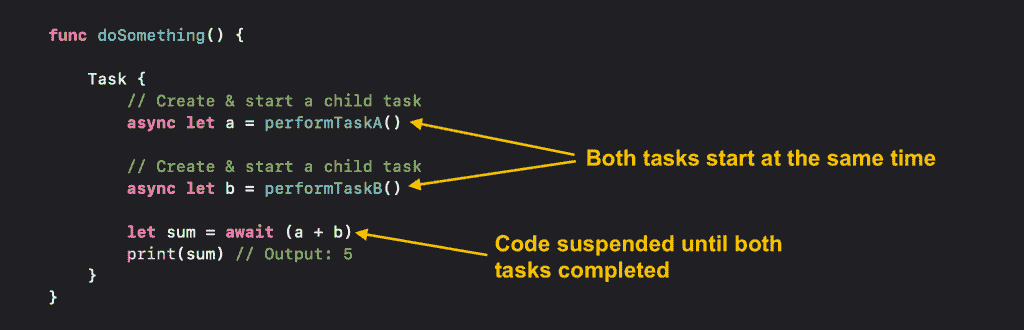 func doSomething() {
Task {
// Create & start a child task
async let a = performTaskA()
// Create & start a child task
async let b = performTaskB()
let sum = await (a + b)
print(sum) // Output: 5
}
}
Both tasks start at the same time
Code suspended until both
tasks completed